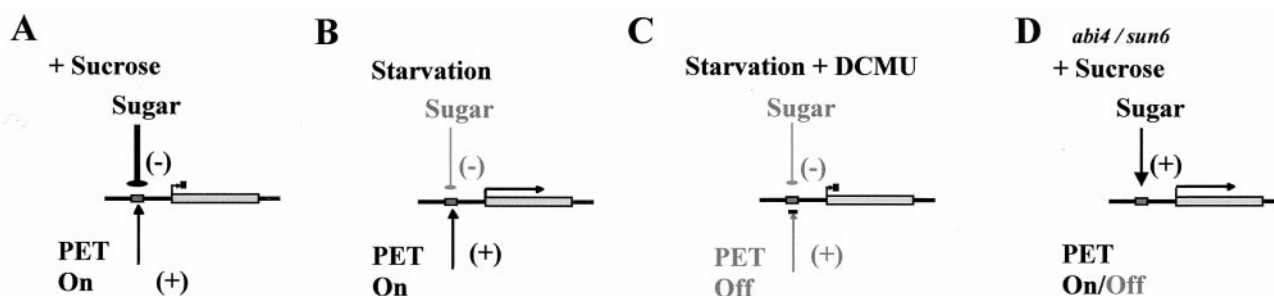 A
+ Sucrose
Sugar
(-)
PET
On
(+)
B
Starvation
Sugar
(-)
PET
On
(+)
C
Starvation + DCMU
Sugar
(-)
PET
Off
(+)
D
abi4 / sun6
+ Sucrose
Sugar
(+)
PET
On/Off